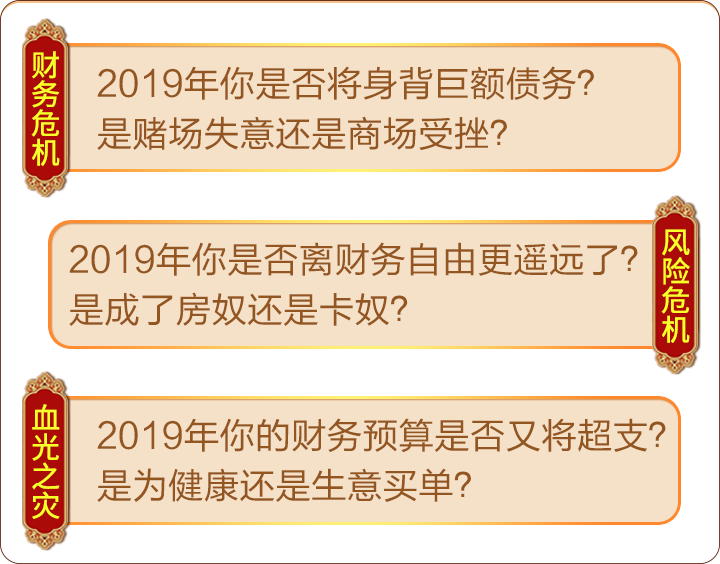 财务危机
2019年你是否将身背巨额债务?
是赌场失意还是商场受挫?
2019年你是否离财务自由更遥远了?
是成了房奴还是卡奴?
风险危机
血光之灾
2019年你的财务预算是否又将超支?
是为健康还是生意买单?